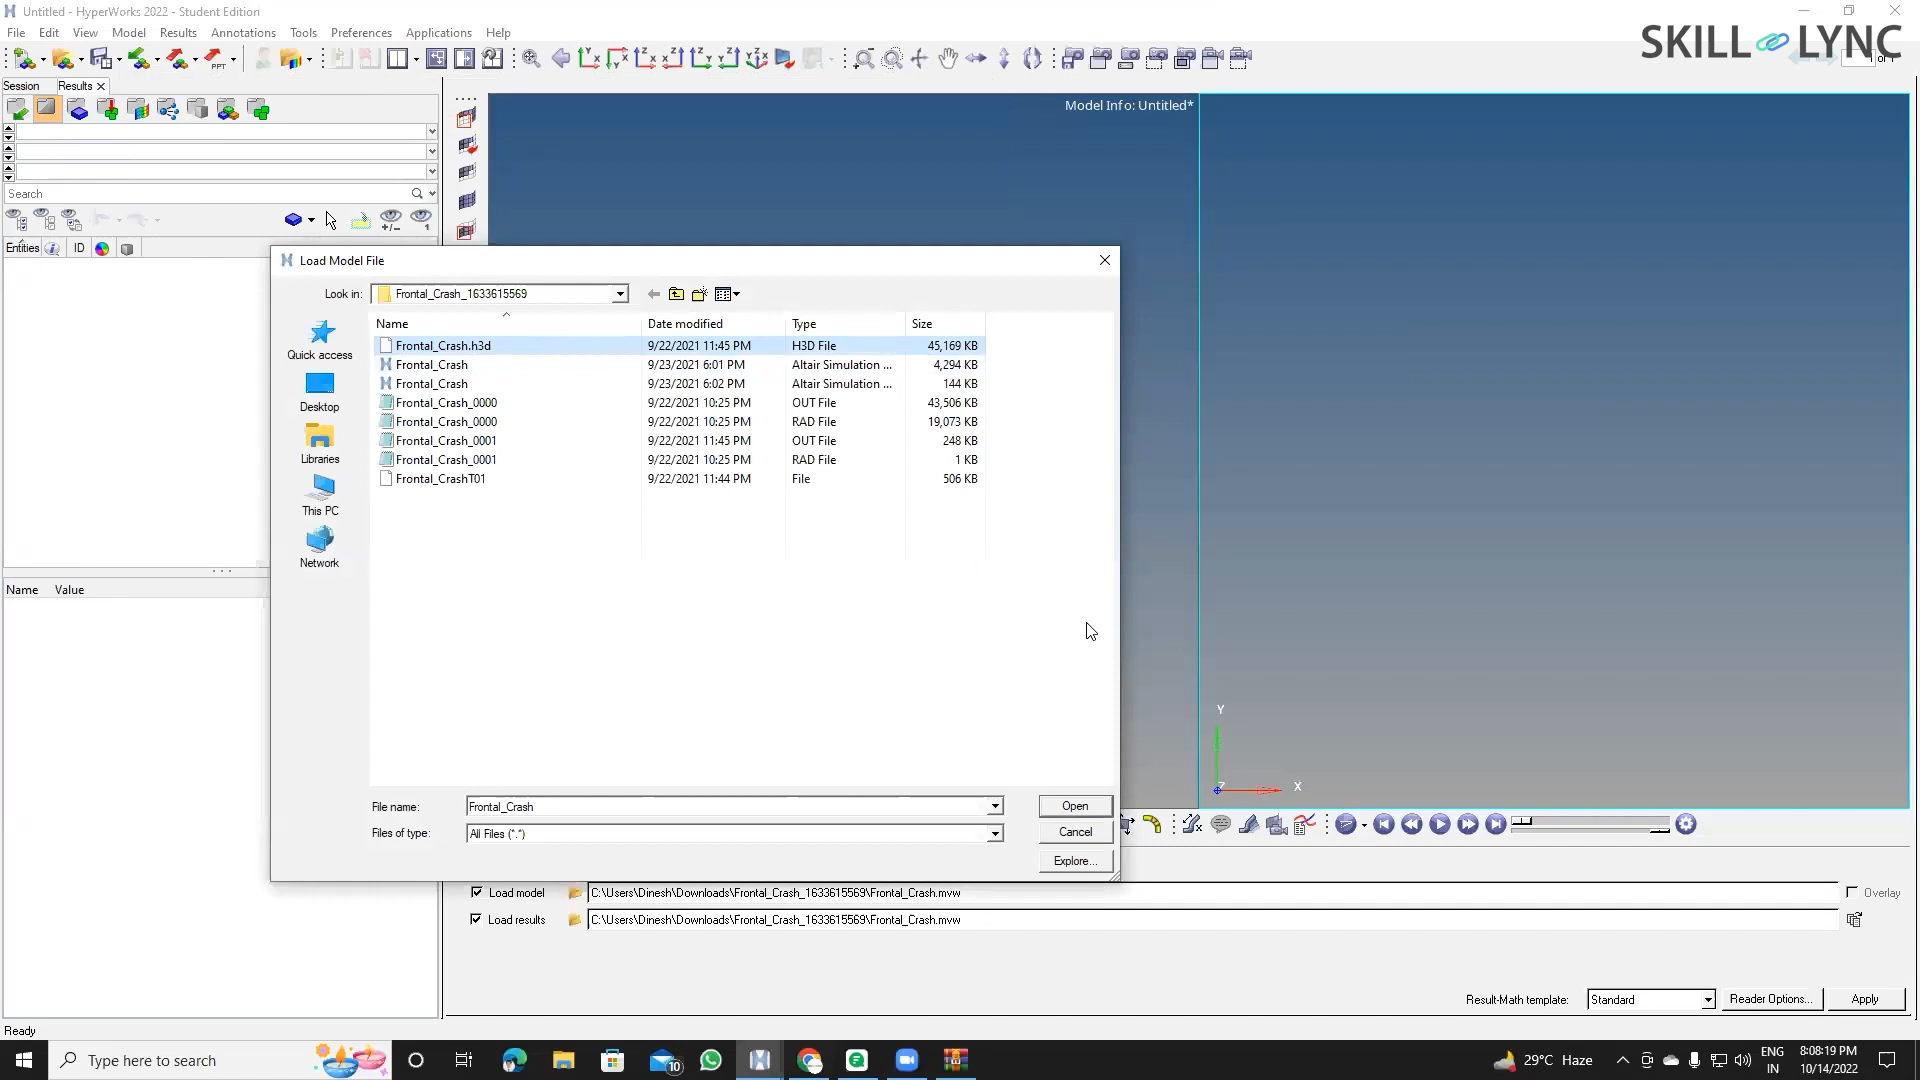 Untitled - HyperWorks 2022 - Student Edition
File Edit View Model Results Annotations Tools Preferences Applications Help
SKILL LYNC
Session Results
Model Info: Untitled*
Search
Entities ID
Load Model File
Look in: Frontal_Crash_1633615569
Name Date modified Type Size
Frontal_Crash.h3d 9/22/2021 11:45 PM H3D File 45,169 KB
Frontal_Crash 9/23/2021 6:01 PM Altair Simulation ... 4,294 KB
Frontal_Crash 9/23/2021 6:02 PM Altair Simulation ... 144 KB
Frontal_Crash_0000 9/22/2021 10:25 PM OUT File 43,506 KB
Frontal_Crash_0000 9/22/2021 10:25 PM RAD File 19,073 KB
Frontal_Crash_0001 9/22/2021 11:45 PM OUT File 248 KB
Frontal_Crash_0001 9/22/2021 10:25 PM RAD File 1 KB
Frontal_CrashT01 9/22/2021 11:44 PM File 506 KB
Quick access
Desktop
Libraries
This PC
Network
Name Value
Y
Z X
File name: Frontal_Crash Open
Files of type: All Files (*.*) Cancel
Explore...
Load model C:\Users\Dinesh\Downloads\Frontal_Crash_1633615569\Frontal_Crash.mvw Overlay
Load results C:\Users\Dinesh\Downloads\Frontal_Crash_1633615569\Frontal_Crash.mvw
Result-Math template: Standard Reader Options... Apply
Ready
Type here to search
10
29°C Haze
ENG
IN
8:08:19 PM
10/14/2022